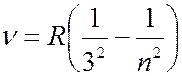 ν = R(1/3² − 1/n²)